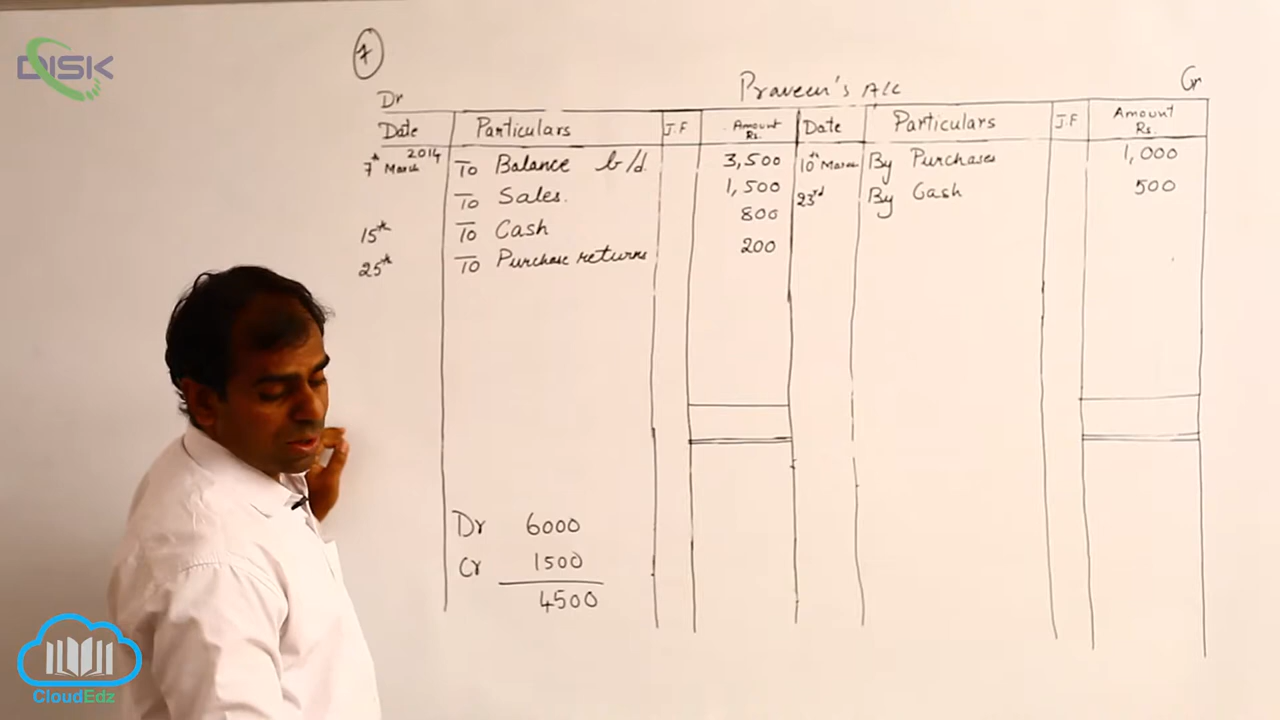 DISK
7
Dr Praveen's A/c Cr
Date Particulars J.F Amount Rs. Date Particulars J.F Amount Rs.
2014
7th March To Balance b/d. 3,500 10th March By Purchases 1,000
To Sales. 1,500 23rd By Cash 500
15th To Cash 800
25th To Purchase returns 200
Dr 6000
Cr 1500
4500
CloudEdz